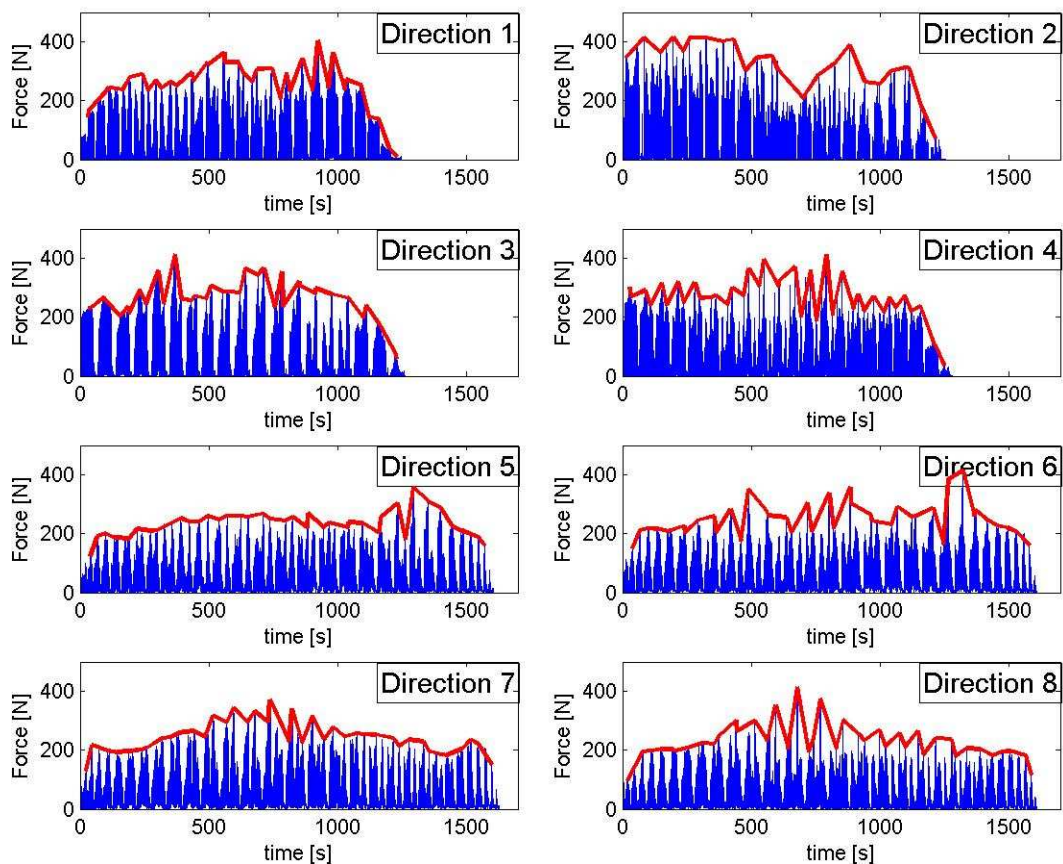 Direction 1
Force [N]
400
200
0
0 500 1000 1500
time [s]
Direction 2
Force [N]
400
200
0
0 500 1000 1500
time [s]
Direction 3
Force [N]
400
200
0
0 500 1000 1500
time [s]
Direction 4
Force [N]
400
200
0
0 500 1000 1500
time [s]
Direction 5
Force [N]
400
200
0
0 500 1000 1500
time [s]
Direction 6
Force [N]
400
200
0
0 500 1000 1500
time [s]
Direction 7
Force [N]
400
200
0
0 500 1000 1500
time [s]
Direction 8
Force [N]
400
200
0
0 500 1000 1500
time [s]